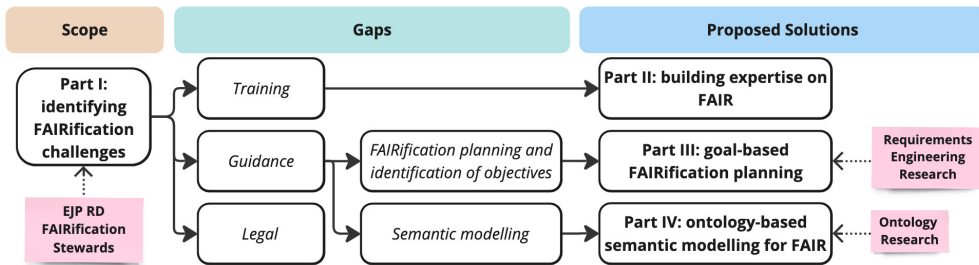 Scope
Gaps
Proposed Solutions
Part I:
identifying
FAIRification
challenges
Training
Part II: building expertise on
FAIR
Guidance
FAIRification planning and
identification of objectives
Part III: goal-based
FAIRification planning
Requirements
Engineering
Research
EJP RD
FAIRification
Stewards
Legal
Semantic modelling
Part IV: ontology-based
semantic modelling for FAIR
Ontology
Research